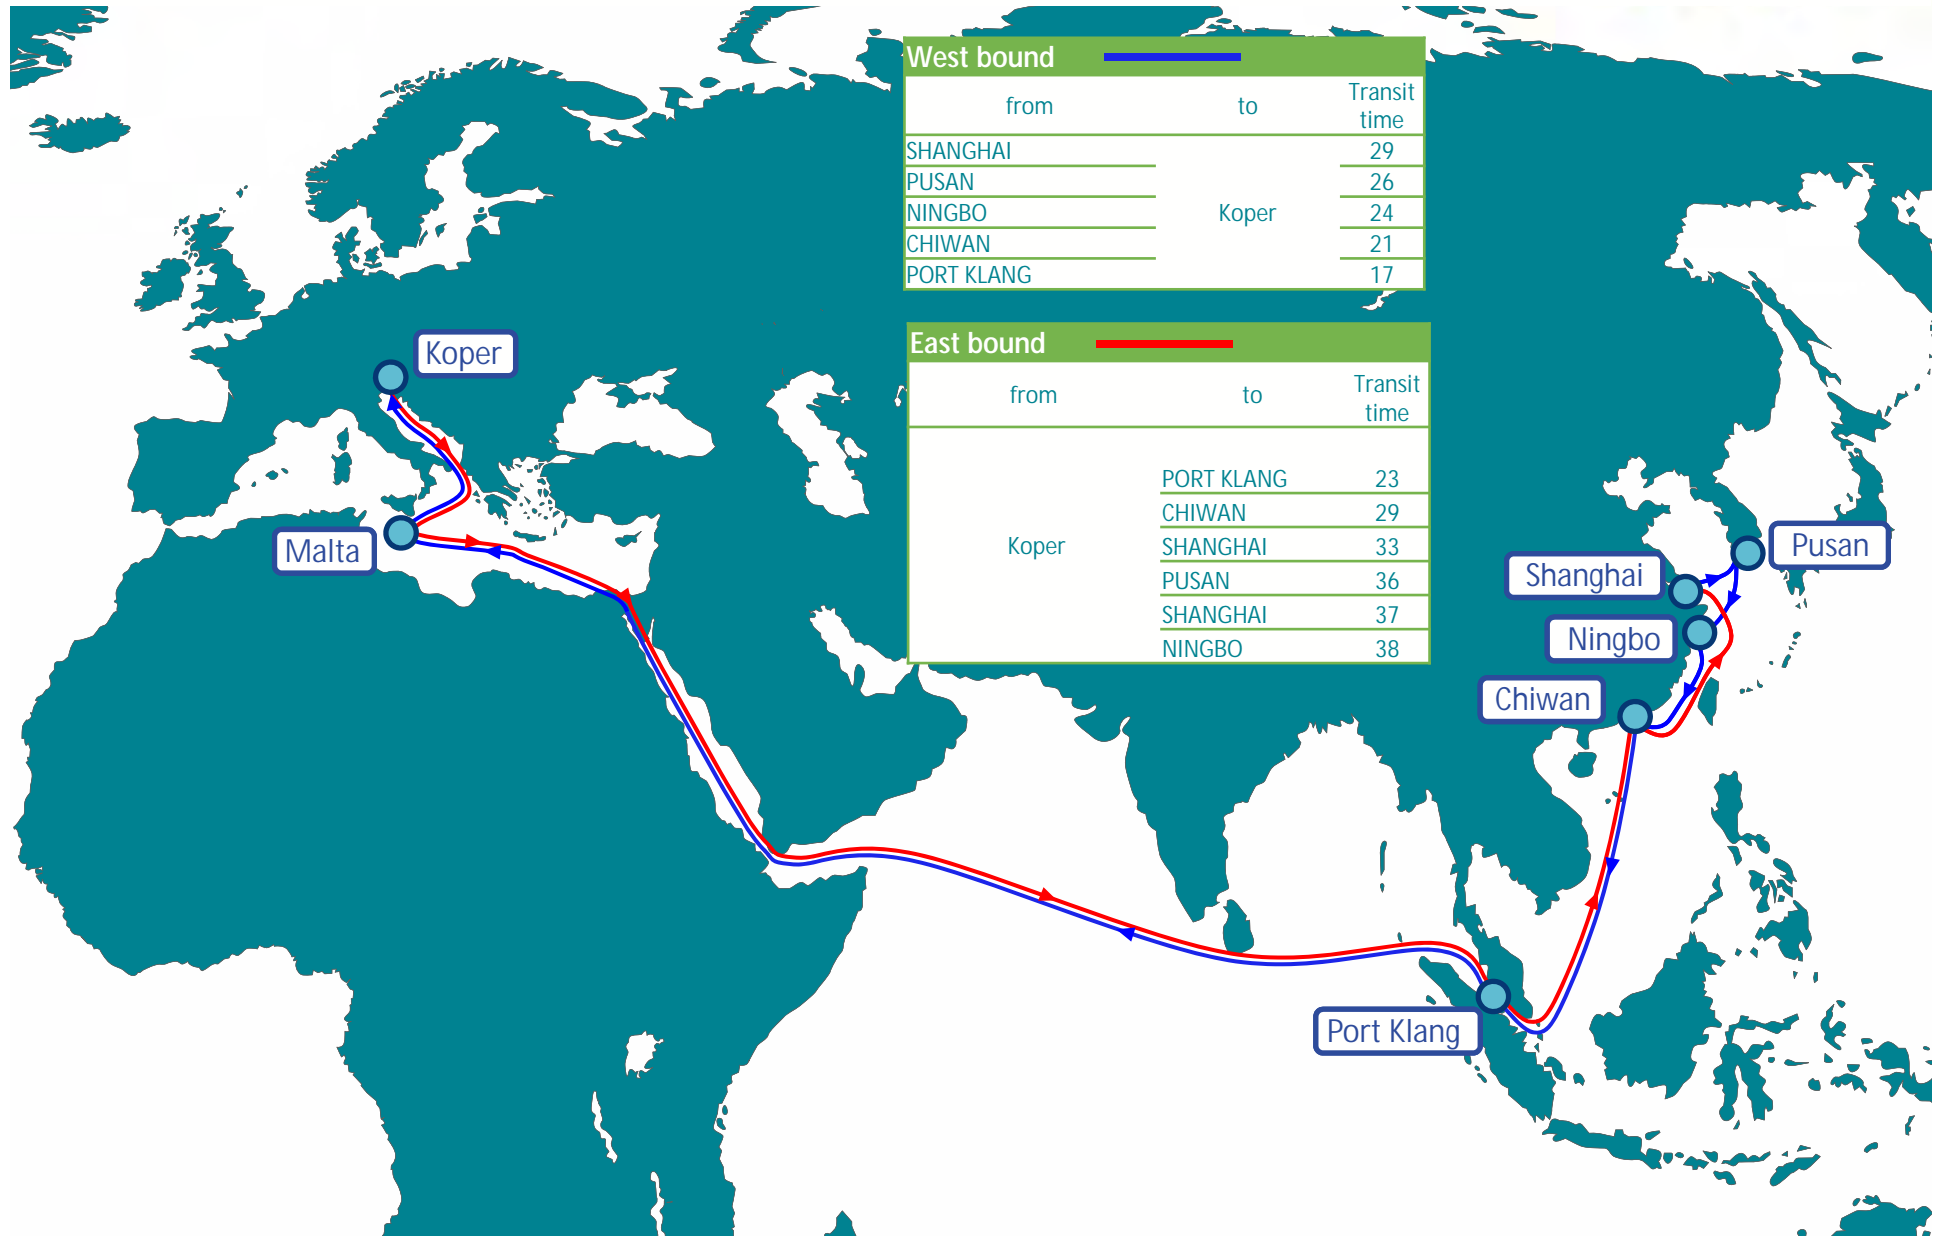 West bound
from to Transit time
SHANGHAI 29
PUSAN 26
NINGBO Koper 24
CHIWAN 21
PORT KLANG 17
East bound
from to Transit time
PORT KLANG 23
CHIWAN 29
Koper SHANGHAI 33
PUSAN 36
SHANGHAI 37
NINGBO 38
Koper
Malta
Pusan
Shanghai
Ningbo
Chiwan
Port Klang